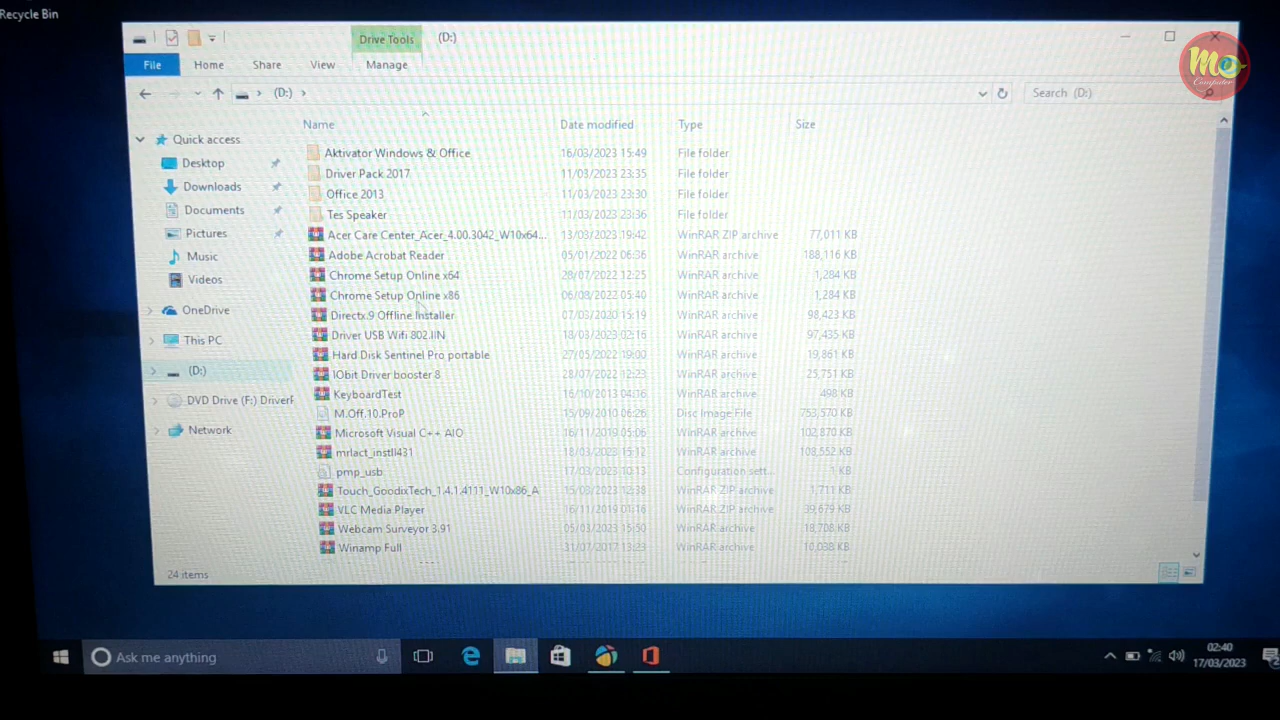 Recycle Bin
Drive Tools
(D:)
File
Home
Share
View
Manage
(D:)
Search (D:)
Mo
Computer
Name
Date modified
Type
Size
Quick access
Desktop
Downloads
Documents
Pictures
Music
Videos
OneDrive
This PC
(D:)
DVD Drive (F:) DriverF
Network
Aktivator Windows & Office 16/03/2023 15:49 File folder
Driver Pack 2017 11/03/2023 23:35 File folder
Office 2013 11/03/2023 23:30 File folder
Tes Speaker 11/03/2023 23:36 File folder
Acer Care Center_Acer_4.00.3042_W10x64... 13/03/2023 19:42 WinRAR ZIP archive 77,011 KB
Adobe Acrobat Reader 05/01/2022 06:36 WinRAR archive 188,116 KB
Chrome Setup Online x64 28/07/2022 12:25 WinRAR archive 1,284 KB
Chrome Setup Online x86 06/08/2022 05:40 WinRAR archive 1,284 KB
Directx.9 Offline Installer 07/03/2020 15:19 WinRAR archive 98,423 KB
Driver USB Wifi 802.IIN 18/03/2023 02:16 WinRAR archive 97,435 KB
Hard Disk Sentinel Pro portable 27/05/2022 19:00 WinRAR archive 19,861 KB
IObit Driver booster 8 28/07/2022 12:23 WinRAR archive 25,751 KB
KeyboardTest 16/10/2013 04:16 WinRAR archive 498 KB
M.Off.10.ProP 15/09/2010 06:26 Disc Image File 753,570 KB
Microsoft Visual C++ AIO 16/11/2019 05:06 WinRAR archive 102,870 KB
mrlact_instll431 18/03/2023 15:12 WinRAR archive 108,552 KB
pmp_usb 17/03/2023 10:13 Configuration sett... 1 KB
Touch_GoodixTech_1.4.1.4111_W10x86_A 15/03/2023 12:38 WinRAR ZIP archive 1,711 KB
VLC Media Player 16/11/2019 01:16 WinRAR ZIP archive 39,679 KB
Webcam Surveyor 3.91 05/03/2023 15:50 WinRAR archive 18,708 KB
Winamp Full 31/07/2017 13:23 WinRAR archive 10,038 KB
24 items
Ask me anything
02:40
17/03/2023